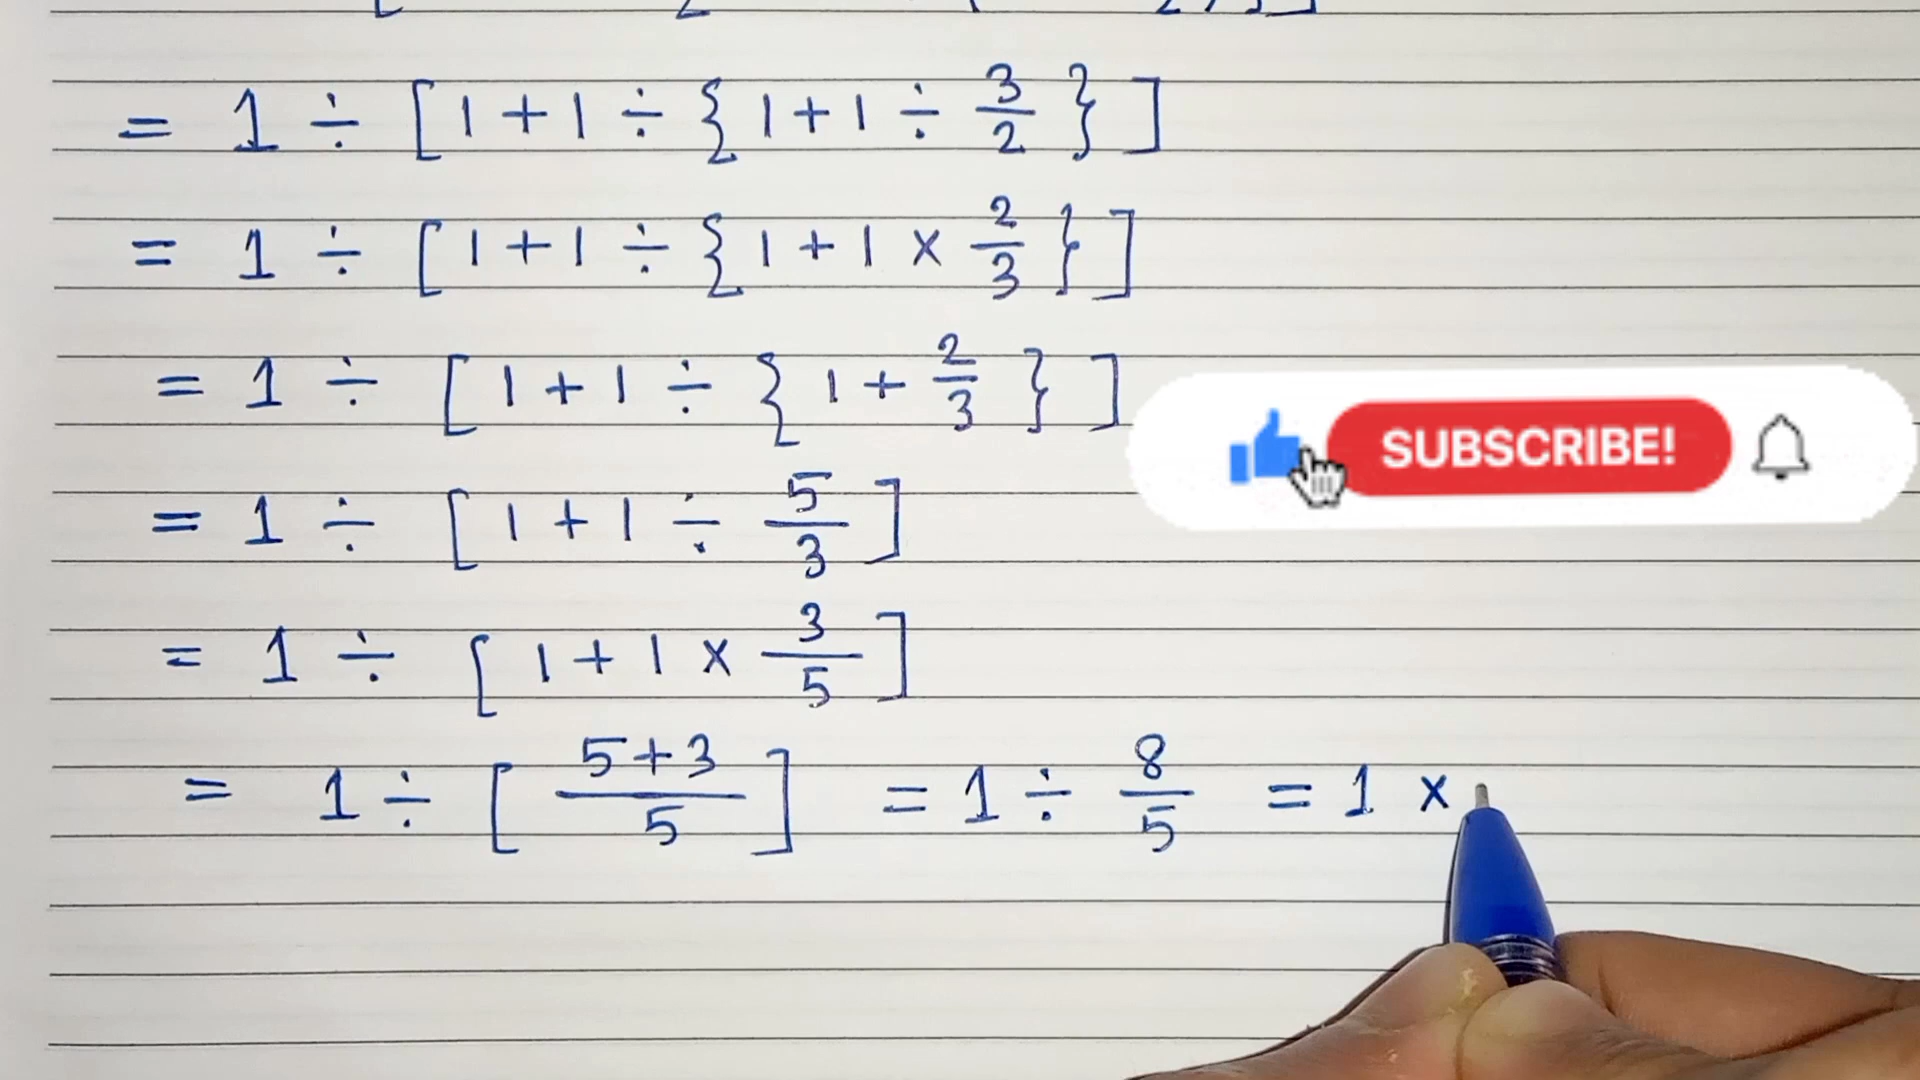 = 1 ÷ [ 1 + 1 ÷ { 1 + 1 ÷ 3/2 } ]
= 1 ÷ [ 1 + 1 ÷ { 1 + 1 × 2/3 } ]
= 1 ÷ [ 1 + 1 ÷ { 1 + 2/3 } ]
SUBSCRIBE!
= 1 ÷ [ 1 + 1 ÷ 5/3 ]
= 1 ÷ [ 1 + 1 × 3/5 ]
= 1 ÷ [ (5+3)/5 ] = 1 ÷ 8/5 = 1 ×